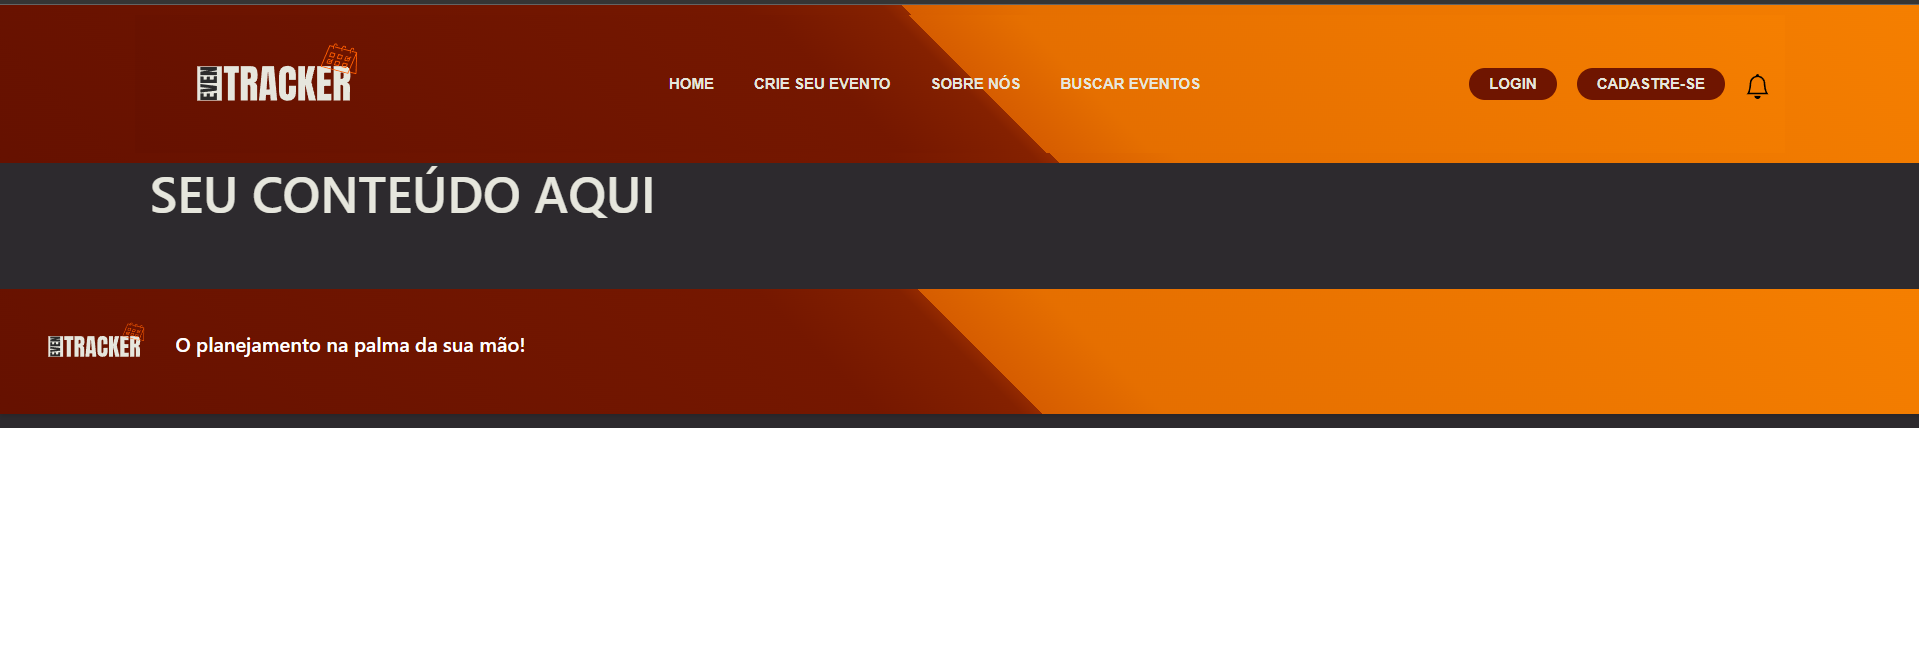 EVEN TRACKER
HOME CRIE SEU EVENTO SOBRE NÓS BUSCAR EVENTOS
LOGIN CADASTRE-SE
SEU CONTEÚDO AQUI
EVEN TRACKER O planejamento na palma da sua mão!